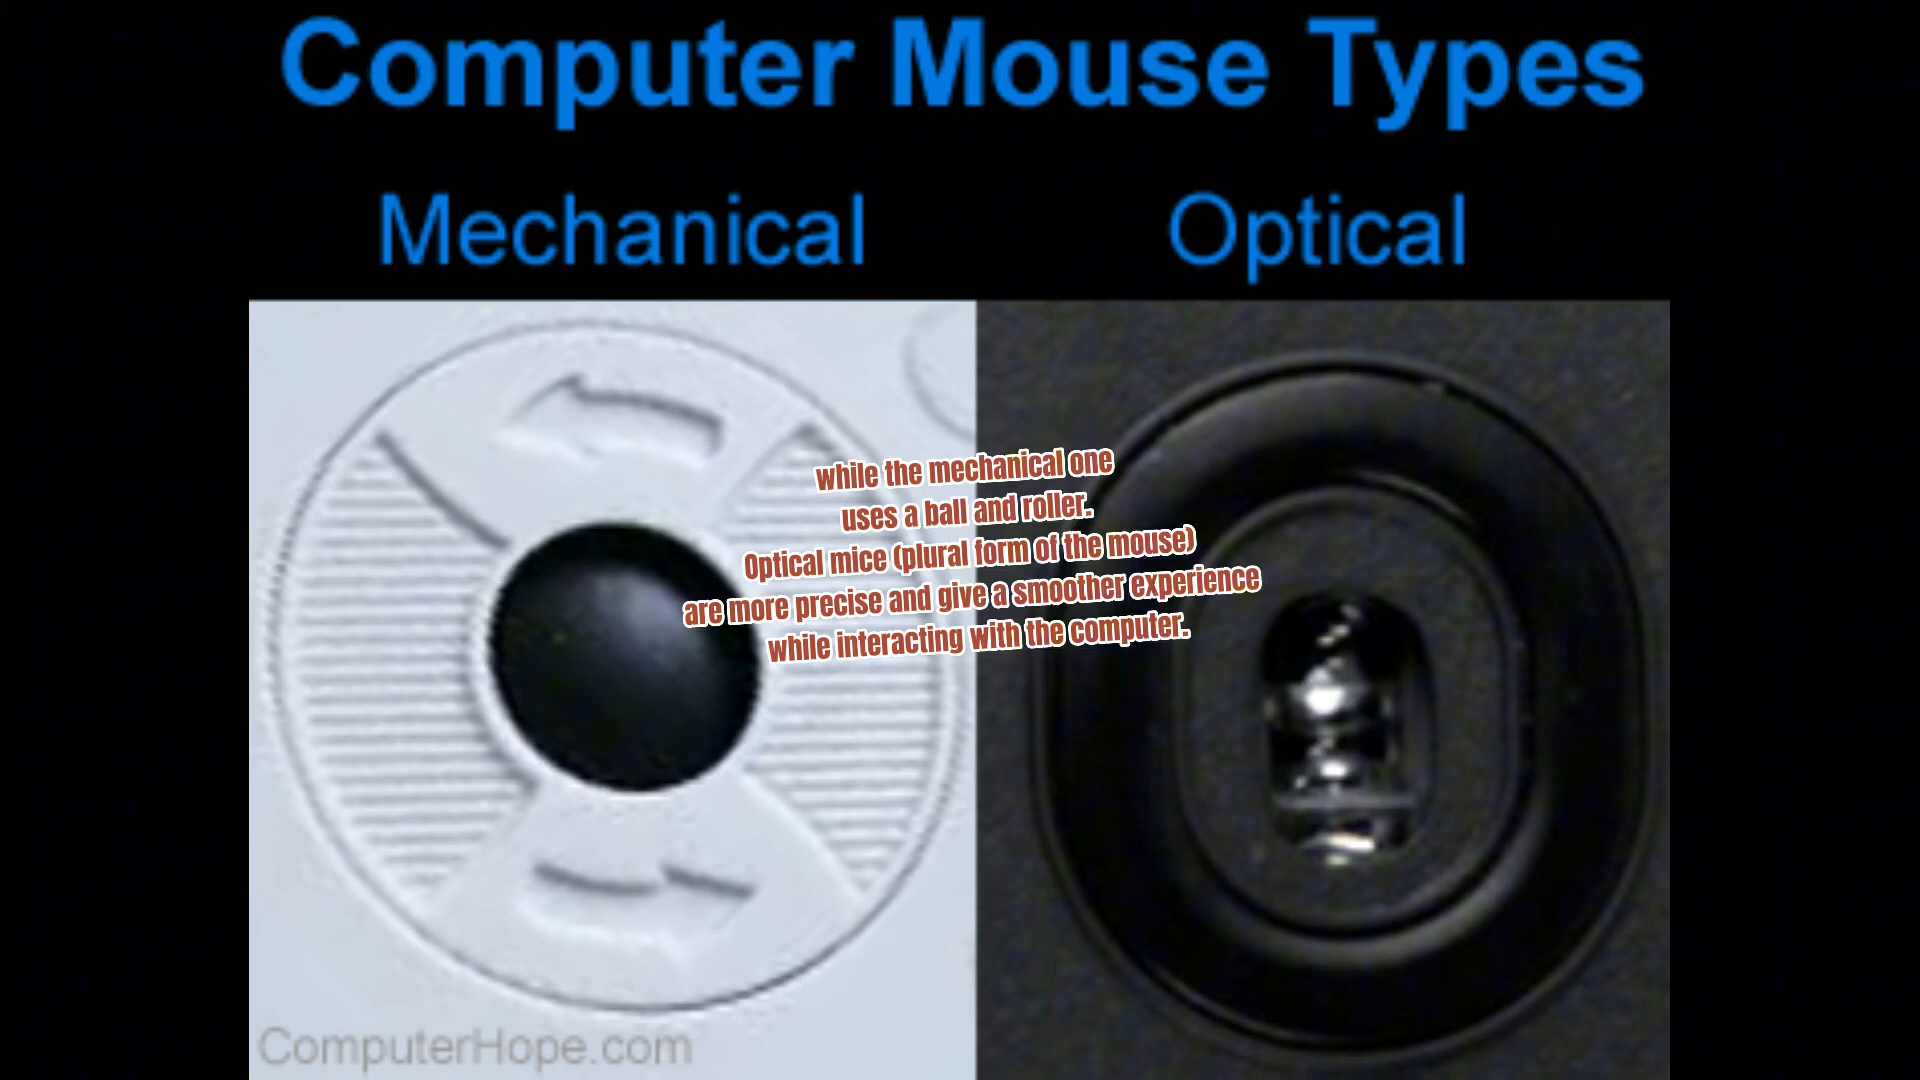 Computer Mouse Types
Mechanical
Optical
while the mechanical one
uses a ball and roller.
Optical mice (plural form of the mouse)
are more precise and give a smoother experience
while interacting with the computer.
ComputerHope.com